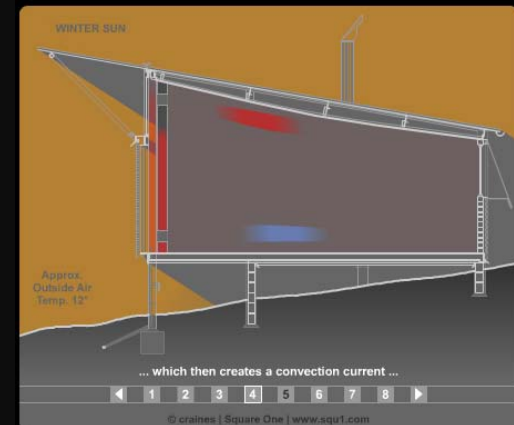 WINTER SUN
Approx.
Outside Air
Temp. 12°
... which then creates a convection current ...
1 2 3 4 5 6 7 8
© craines | Square One | www.squ1.com